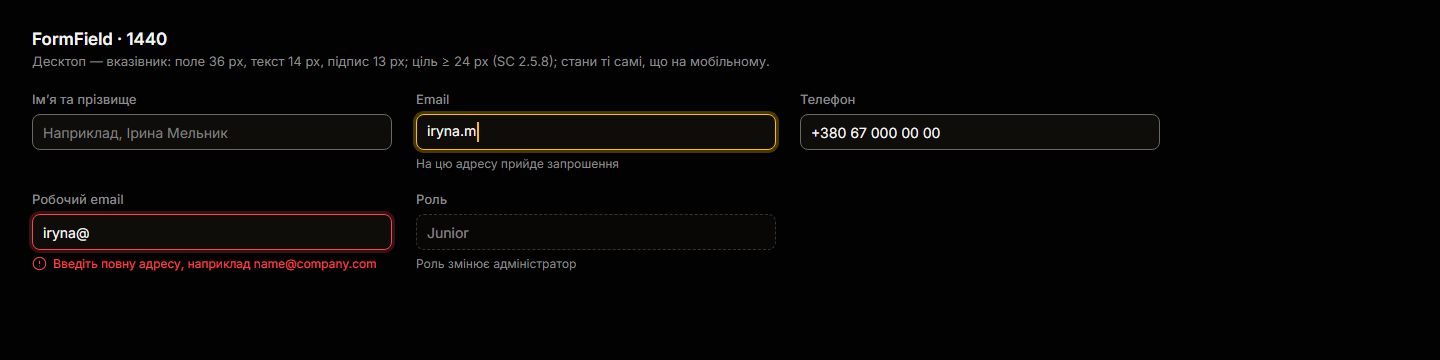 FormField · 1440
Десктоп — вказівник: поле 36 px, текст 14 px, підпис 13 px; ціль ≥ 24 px (SC 2.5.8); стани ті самі, що на мобільному.
Ім’я та прізвище
Наприклад, Ірина Мельник
Email
iryna.m
На цю адресу прийде запрошення
Телефон
+380 67 000 00 00
Робочий email
iryna@
Введіть повну адресу, наприклад name@company.com
Роль
Junior
Роль змінює адміністратор